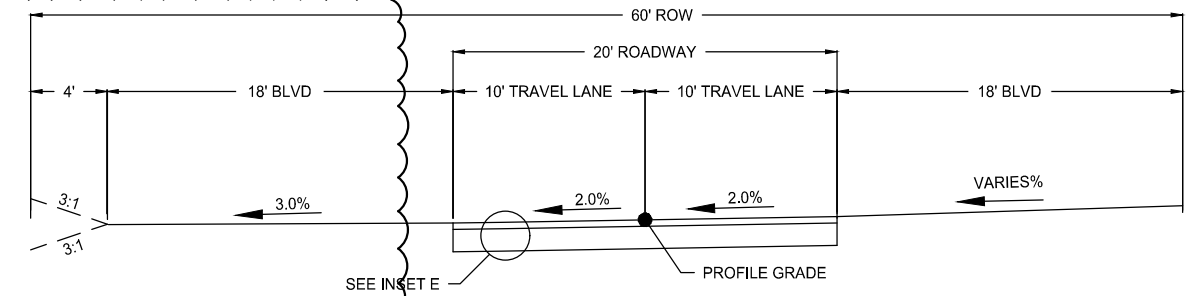 60' ROW
20' ROADWAY
4'
18' BLVD
10' TRAVEL LANE
10' TRAVEL LANE
18' BLVD
3:1
3.0%
2.0%
2.0%
VARIES%
3:1
SEE INSET E
PROFILE GRADE